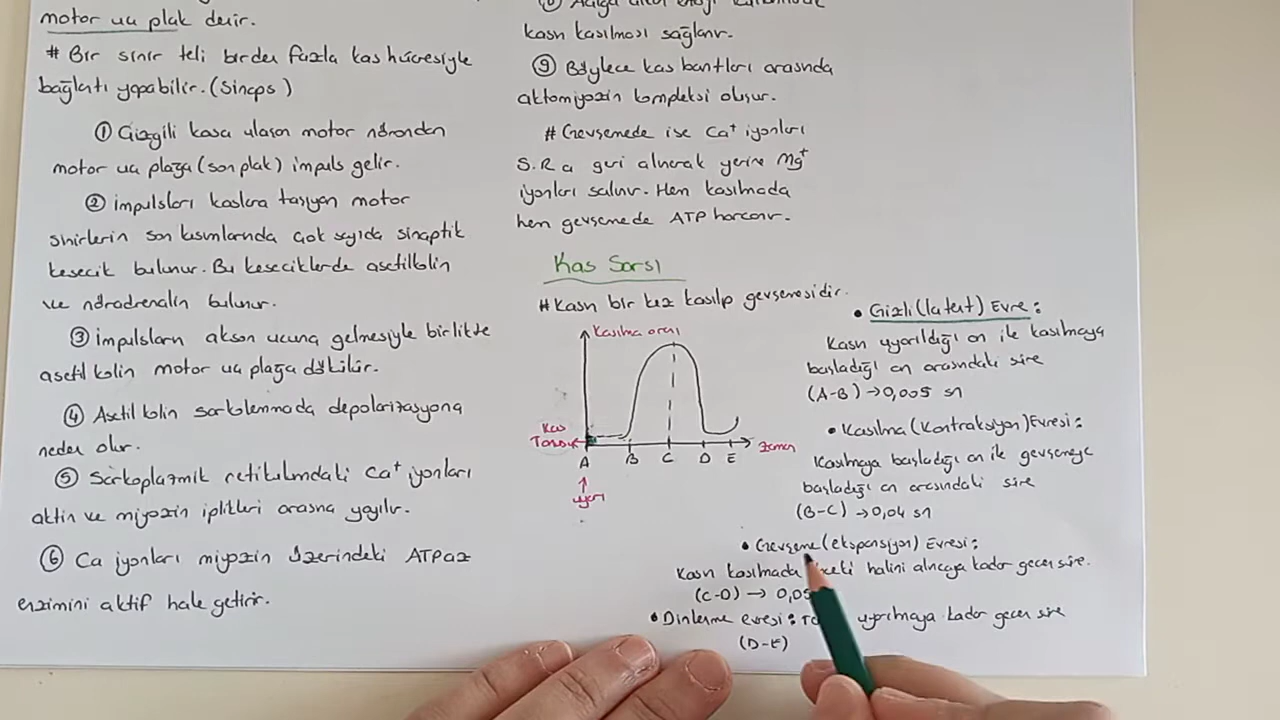 motor uç plak denir.
# Bir sinir teli birden fazla kas hücresiyle
bağlantı yapabilir. (Sinaps)
① Çizgili kasa ulaşan motor nörondan
motor uç plağa (son plak) impuls gelir.
② impulsları kaslara taşıyan motor
sinirlerin son kısımlarında çok sayıda sinaptik
kesecik bulunur. Bu keseciklerde asetilkolin
ve nöradrenalin bulunur.
③ impulsların akson ucuna gelmesiyle birlikte
asetilkolin motor uç plağa dökülür.
④ Asetilkolin sarkolemmada depolarizasyona
neden olur.
⑤ Sarkoplazmik retikulumdaki Ca⁺ iyonları
aktin ve miyozin iplikleri arasına yayılır.
⑥ Ca iyonları miyozin üzerindeki ATPaz
enzimini aktif hale getirir.
kasın kasılması sağlanır.
⑨ Böylece kas bantları arasında
aktomiyozin kompleksi oluşur.
# Gevşemede ise Ca⁺ iyonları
S.R a geri alınarak yerine Mg⁺
iyonları salınır. Hem kasılmada
hem gevşemede ATP harcanır.
Kas Sarsı
# Kasın bir kez kasılıp gevşemesidir.
Kasılma oranı
Kas
Tonusu
A B C D E
Zaman
uyarı
• Gizli (latent) Evre:
Kasın uyarıldığı an ile kasılmaya
başladığı an arasındaki süre
(A-B) → 0,005 sn
• Kasılma (Kontraksiyon) Evresi:
Kasılmaya başladığı an ile gevşemeye
başladığı an arasındaki süre
(B-C) → 0,04 sn
• Gevşeme (ekspansiyon) Evresi:
Kasın kasılmada önceki halini alıncaya kadar geçen süre.
(C-D) → 0,05
• Dinlenme evresi: uyarılmaya kadar geçen süre
(D-E)